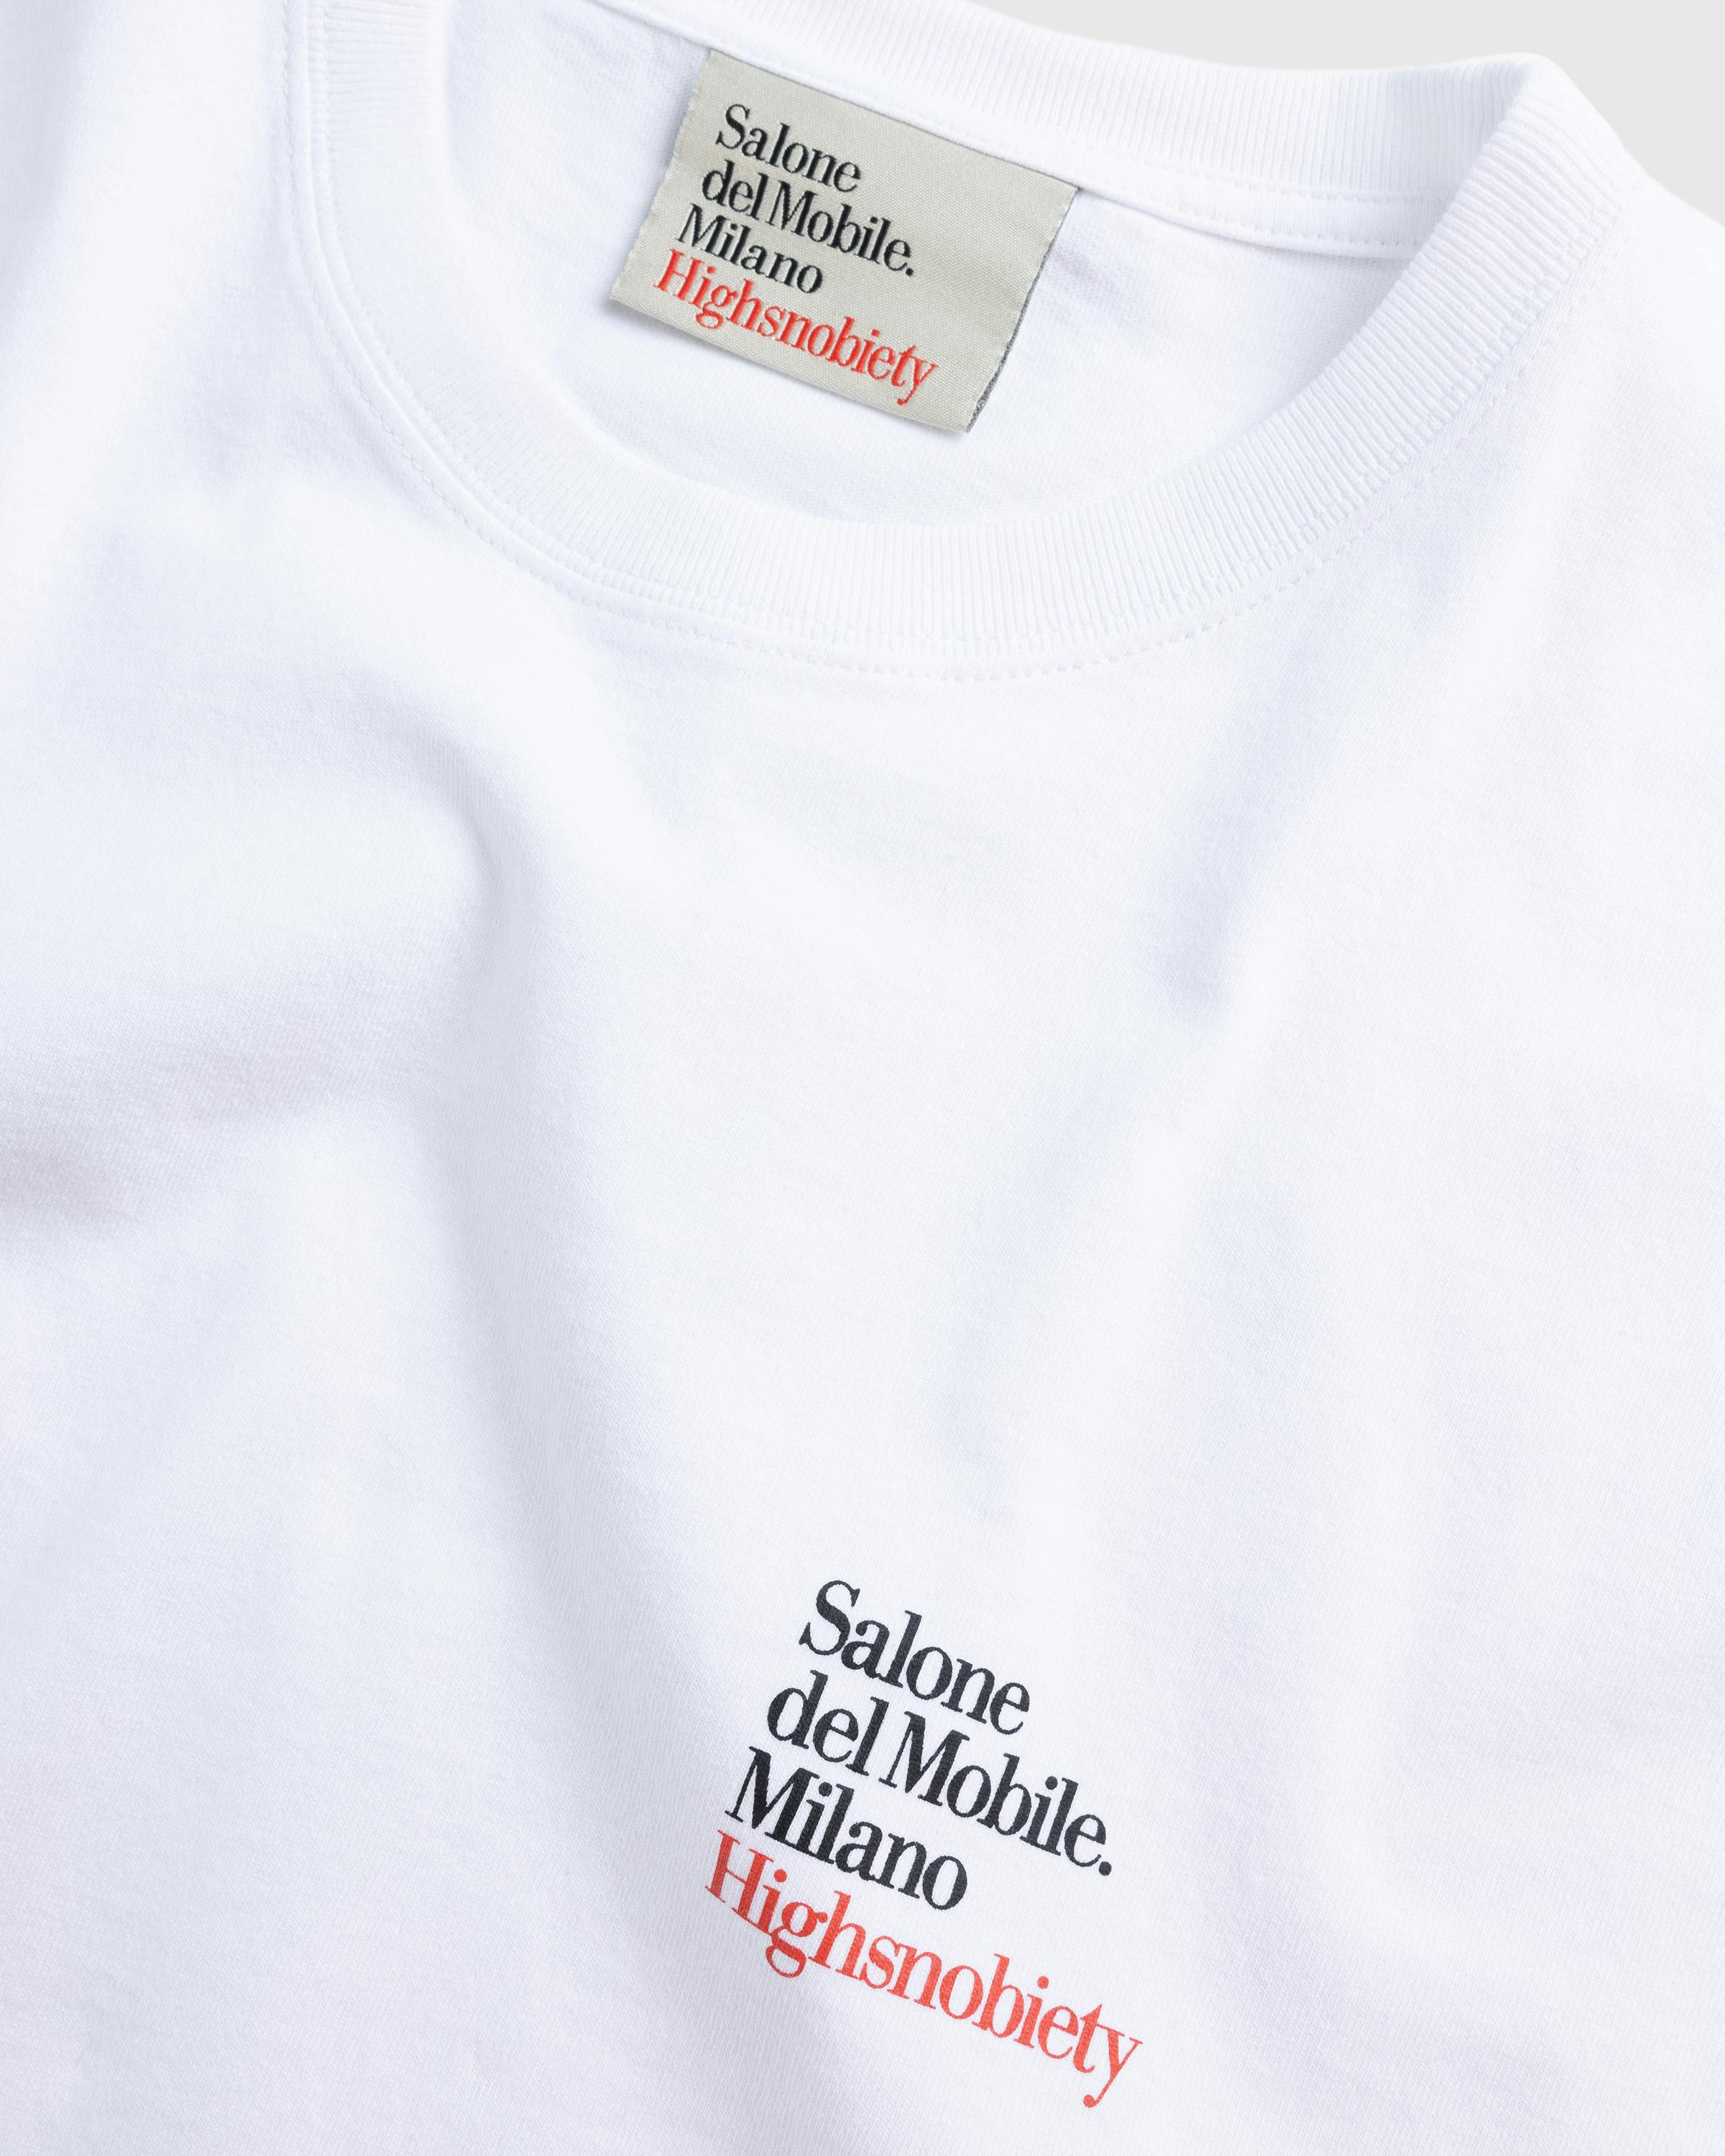 Salone
del Mobile.
Milano
Highsnobiety
Salone
del Mobile.
Milano
Highsnobiety